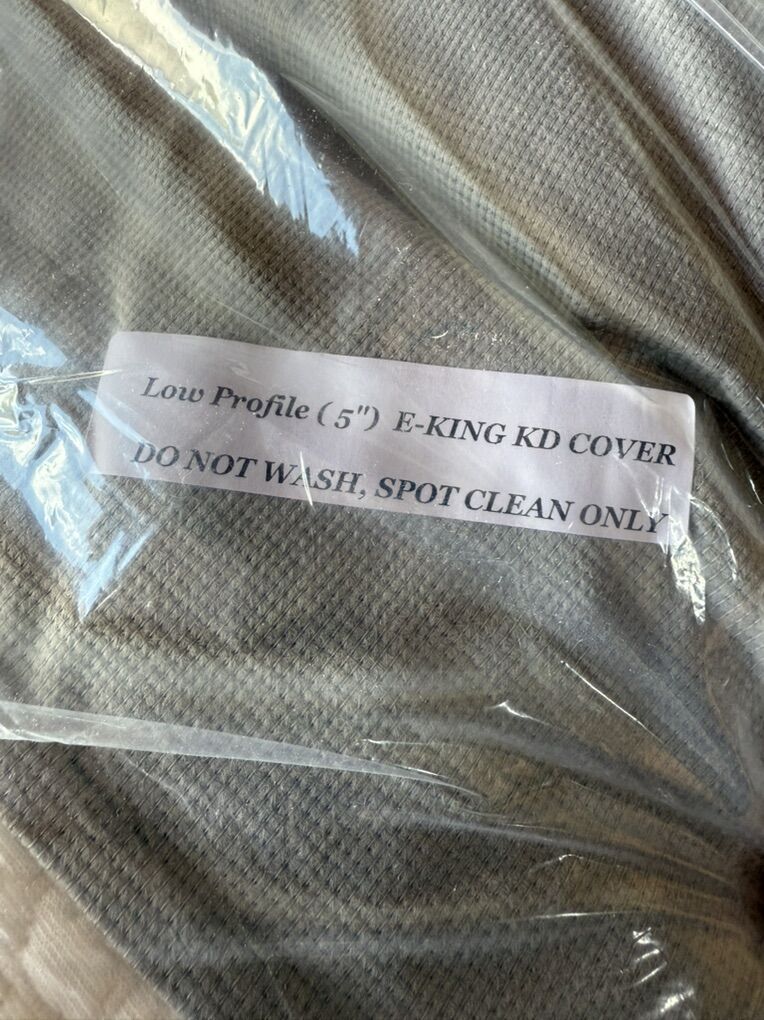 Low Profile ( 5") E-KING KD COVER
DO NOT WASH, SPOT CLEAN ONLY